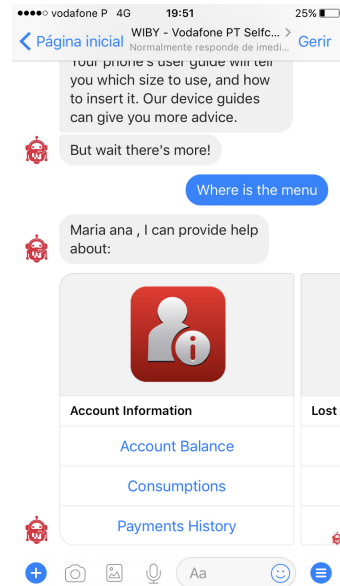 vodafone P 4G 19:51 25%
Página inicial
WIBY - Vodafone PT Selfc...
Normalmente responde de imedi...
Gerir
Your phone's user guide will tell
you which size to use, and how
to insert it. Our device guides
can give you more advice.
But wait there's more!
Where is the menu
Maria ana , I can provide help
about:
Account Information
Lost
Account Balance
Consumptions
Payments History
Aa